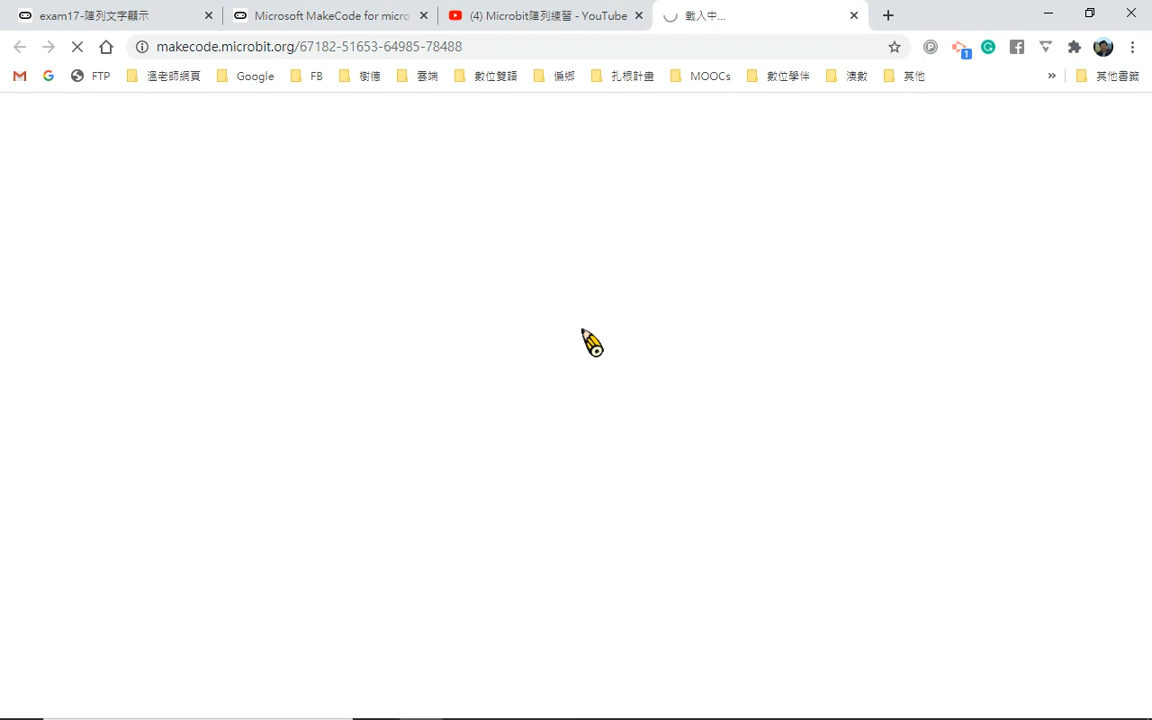 exam17-陣列文字顯示
Microsoft MakeCode for micro
(4) Microbit陣列練習 - YouTube
載入中...
makecode.microbit.org/67182-51653-64985-78488
FTP
溫老師網頁
Google
FB
樹德
雲端
數位雙語
偏鄉
扎根計畫
MOOCs
數位學伴
澳數
其他
其他書籤